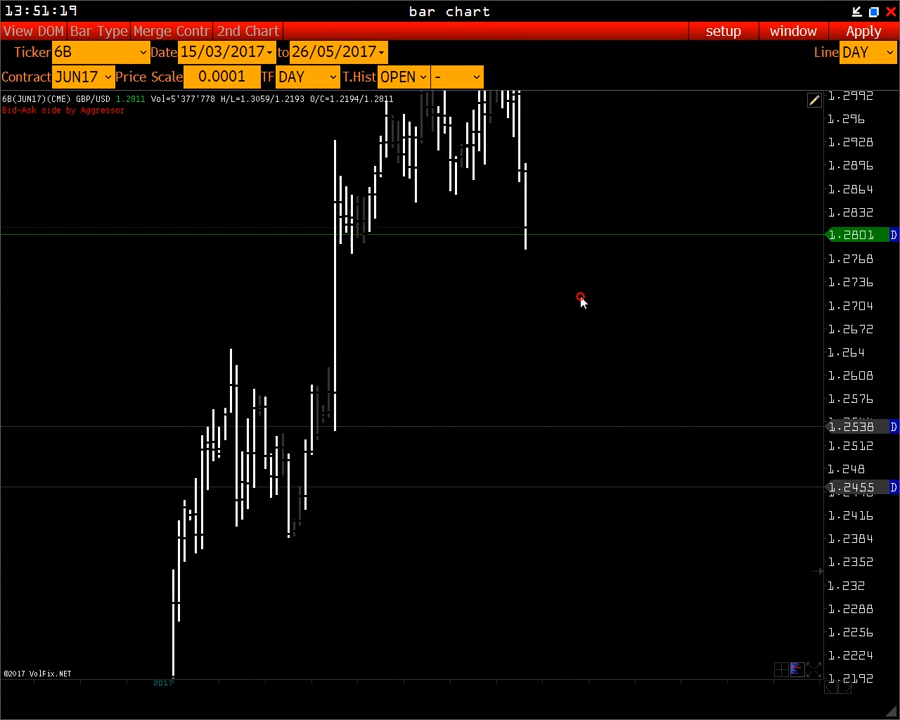 13:51:19
bar chart
View DOM Bar Type Merge Contr 2nd Chart setup window Apply
Ticker 6B Date 15/03/2017 to 26/05/2017 Line DAY
Contract JUN17 Price Scale 0.0001 TF DAY T.Hist OPEN -
6B(JUN17)(CME) GBP/USD 1.2811 Vol=5'377'778 H/L=1.3059/1.2193 O/C=1.2194/1.2811
Bid-Ask side by Aggressor
1.2992
1.296
1.2928
1.2896
1.2864
1.2832
1.2801 D
1.2768
1.2736
1.2704
1.2672
1.264
1.2608
1.2576
1.2538 D
1.2512
1.248
1.2455 D
1.2416
1.2384
1.2352
1.232
1.2288
1.2256
1.2224
1.2192
©2017 VolFix.NET
2017